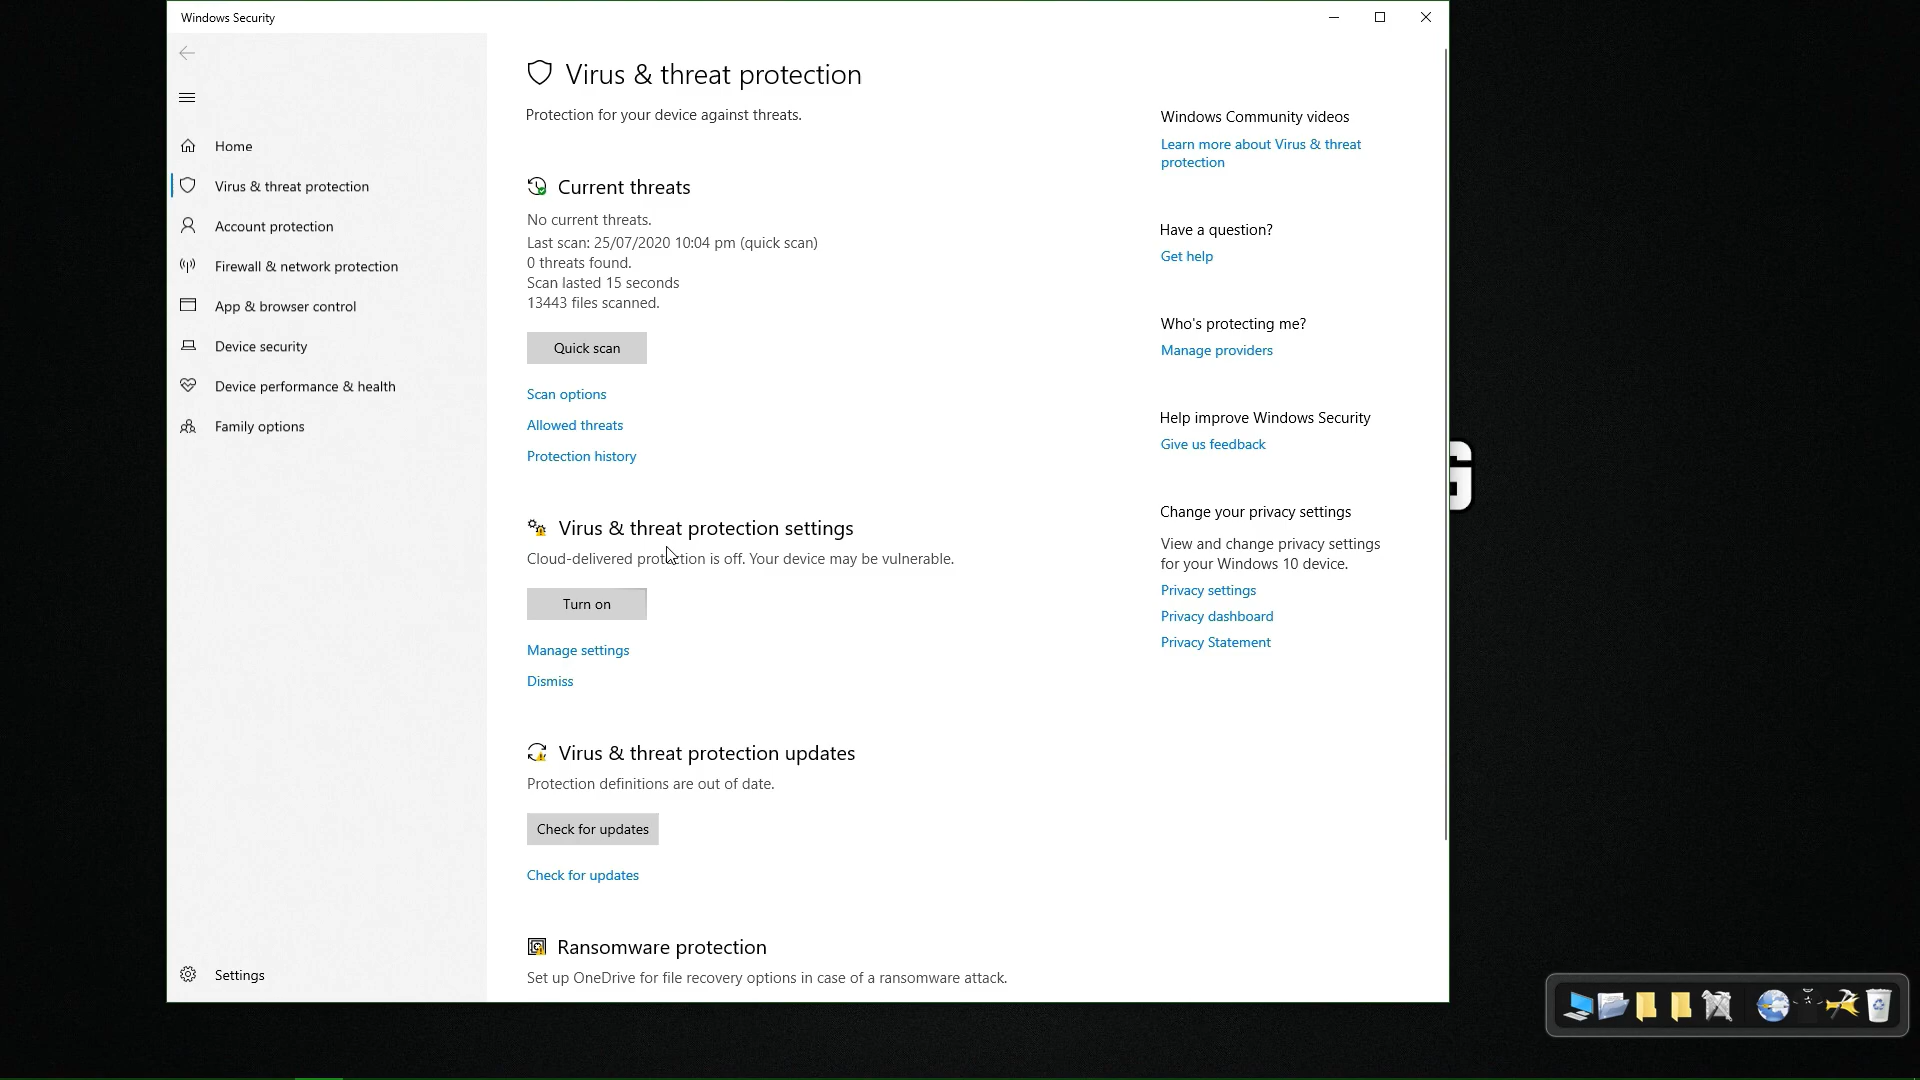 Windows Security
Home
Virus & threat protection
Account protection
Firewall & network protection
App & browser control
Device security
Device performance & health
Family options
Settings
Virus & threat protection
Protection for your device against threats.
Current threats
No current threats.
Last scan: 25/07/2020 10:04 pm (quick scan)
0 threats found.
Scan lasted 15 seconds
13443 files scanned.
Quick scan
Scan options
Allowed threats
Protection history
Virus & threat protection settings
Cloud-delivered protection is off. Your device may be vulnerable.
Turn on
Manage settings
Dismiss
Virus & threat protection updates
Protection definitions are out of date.
Check for updates
Check for updates
Ransomware protection
Set up OneDrive for file recovery options in case of a ransomware attack.
Windows Community videos
Learn more about Virus & threat
protection
Have a question?
Get help
Who's protecting me?
Manage providers
Help improve Windows Security
Give us feedback
Change your privacy settings
View and change privacy settings
for your Windows 10 device.
Privacy settings
Privacy dashboard
Privacy Statement